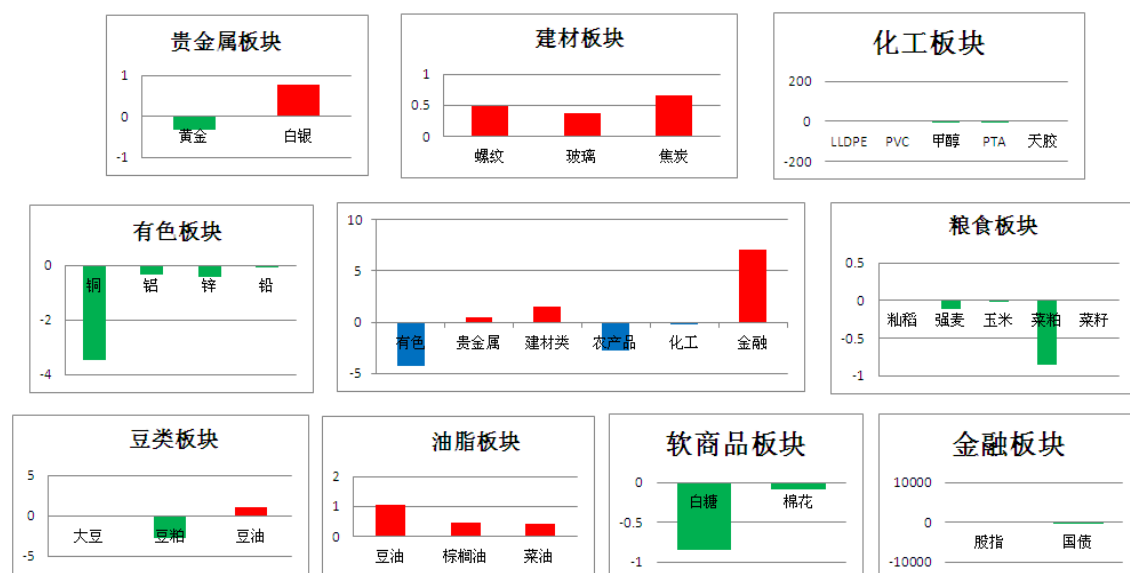 贵金属板块
1
0
-1
黄金 白银
建材板块
1
0.5
0
螺纹 玻璃 焦炭
化工板块
200
0
-200
LLDPE PVC 甲醇 PTA 天胶
有色板块
0
-2
-4
铜 铝 锌 铅
10
5
0
-5
有色 贵金属 建材类 农产品 化工 金融
粮食板块
0.5
0
-0.5
-1
籼稻 强麦 玉米 菜粕 菜籽
豆类板块
5
0
-5
大豆 豆粕 豆油
油脂板块
2
1
0
豆油 棕榈油 菜油
软商品板块
0
-0.5
-1
白糖 棉花
金融板块
10000
0
-10000
股指 国债